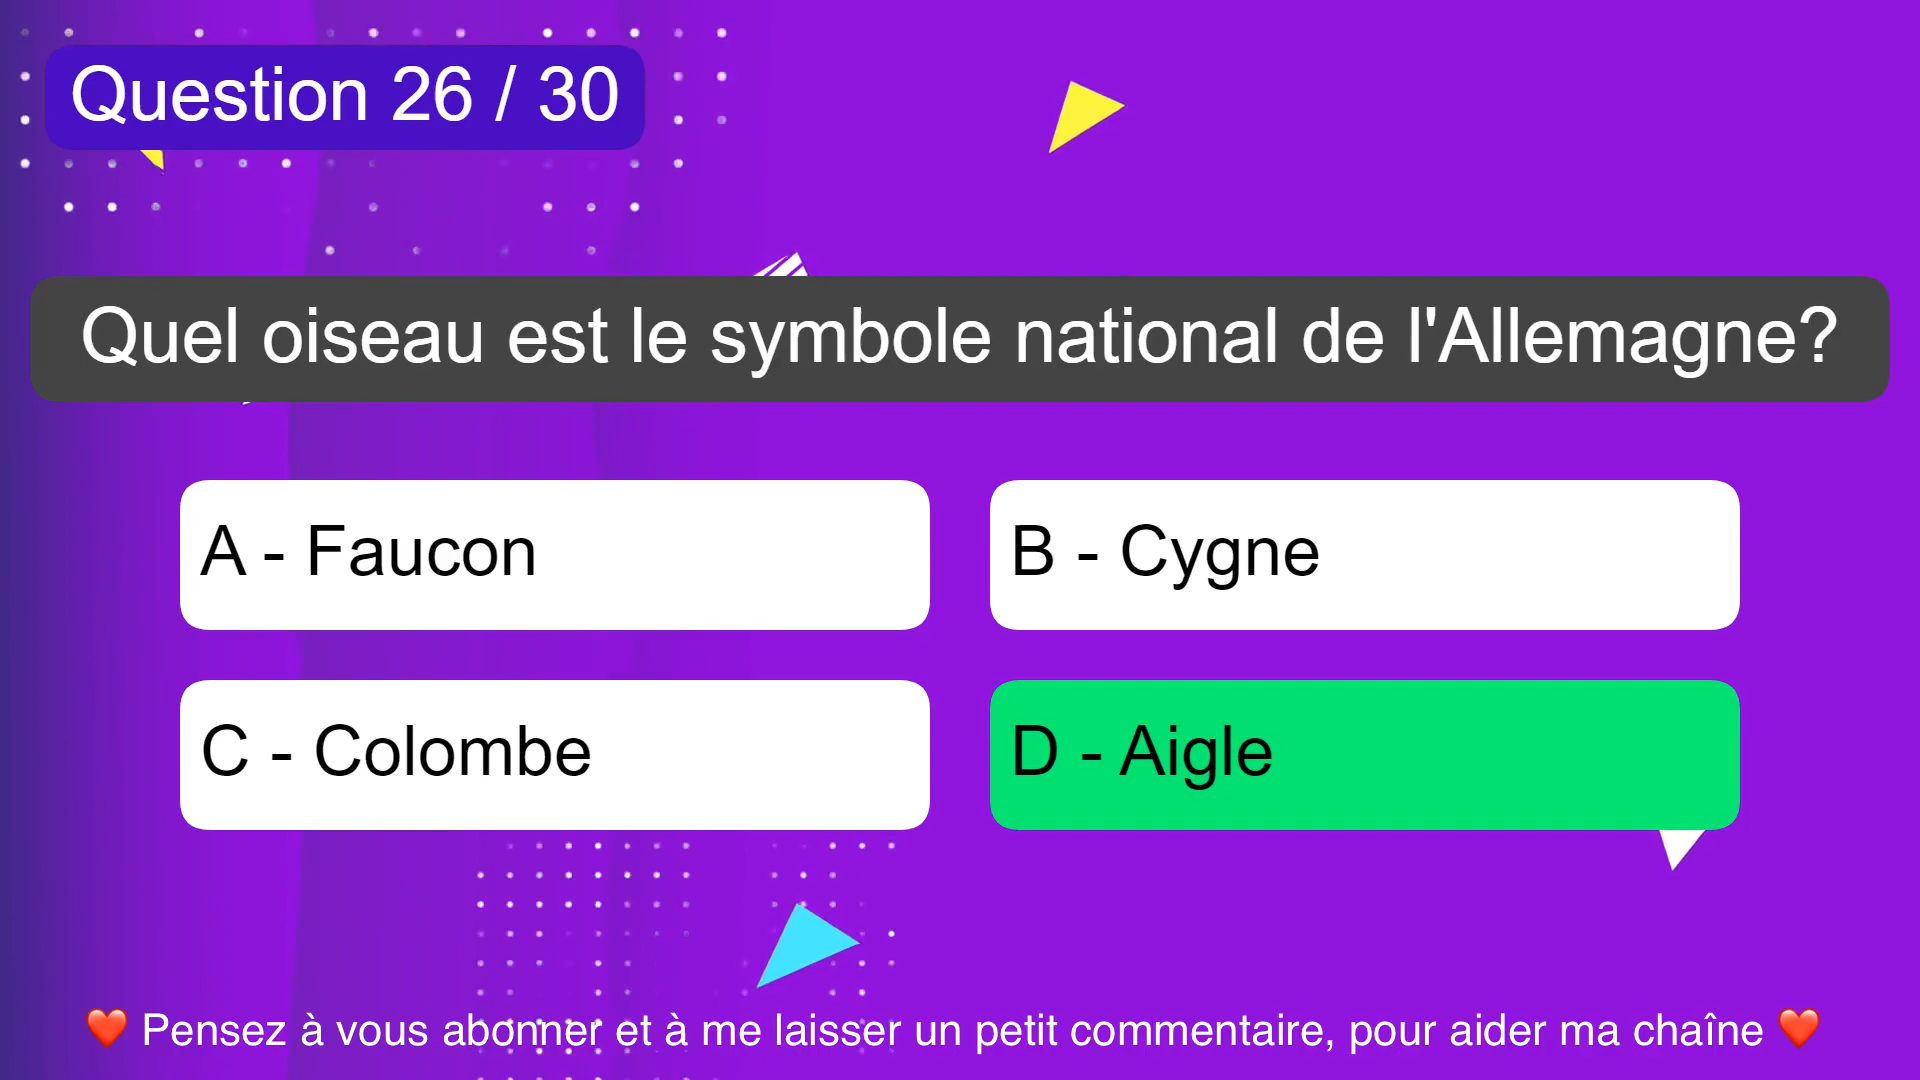 Question 26 / 30
Quel oiseau est le symbole national de l'Allemagne?
A - Faucon
B - Cygne
C - Colombe
D - Aigle
❤️ Pensez à vous abonner et à me laisser un petit commentaire, pour aider ma chaîne ❤️